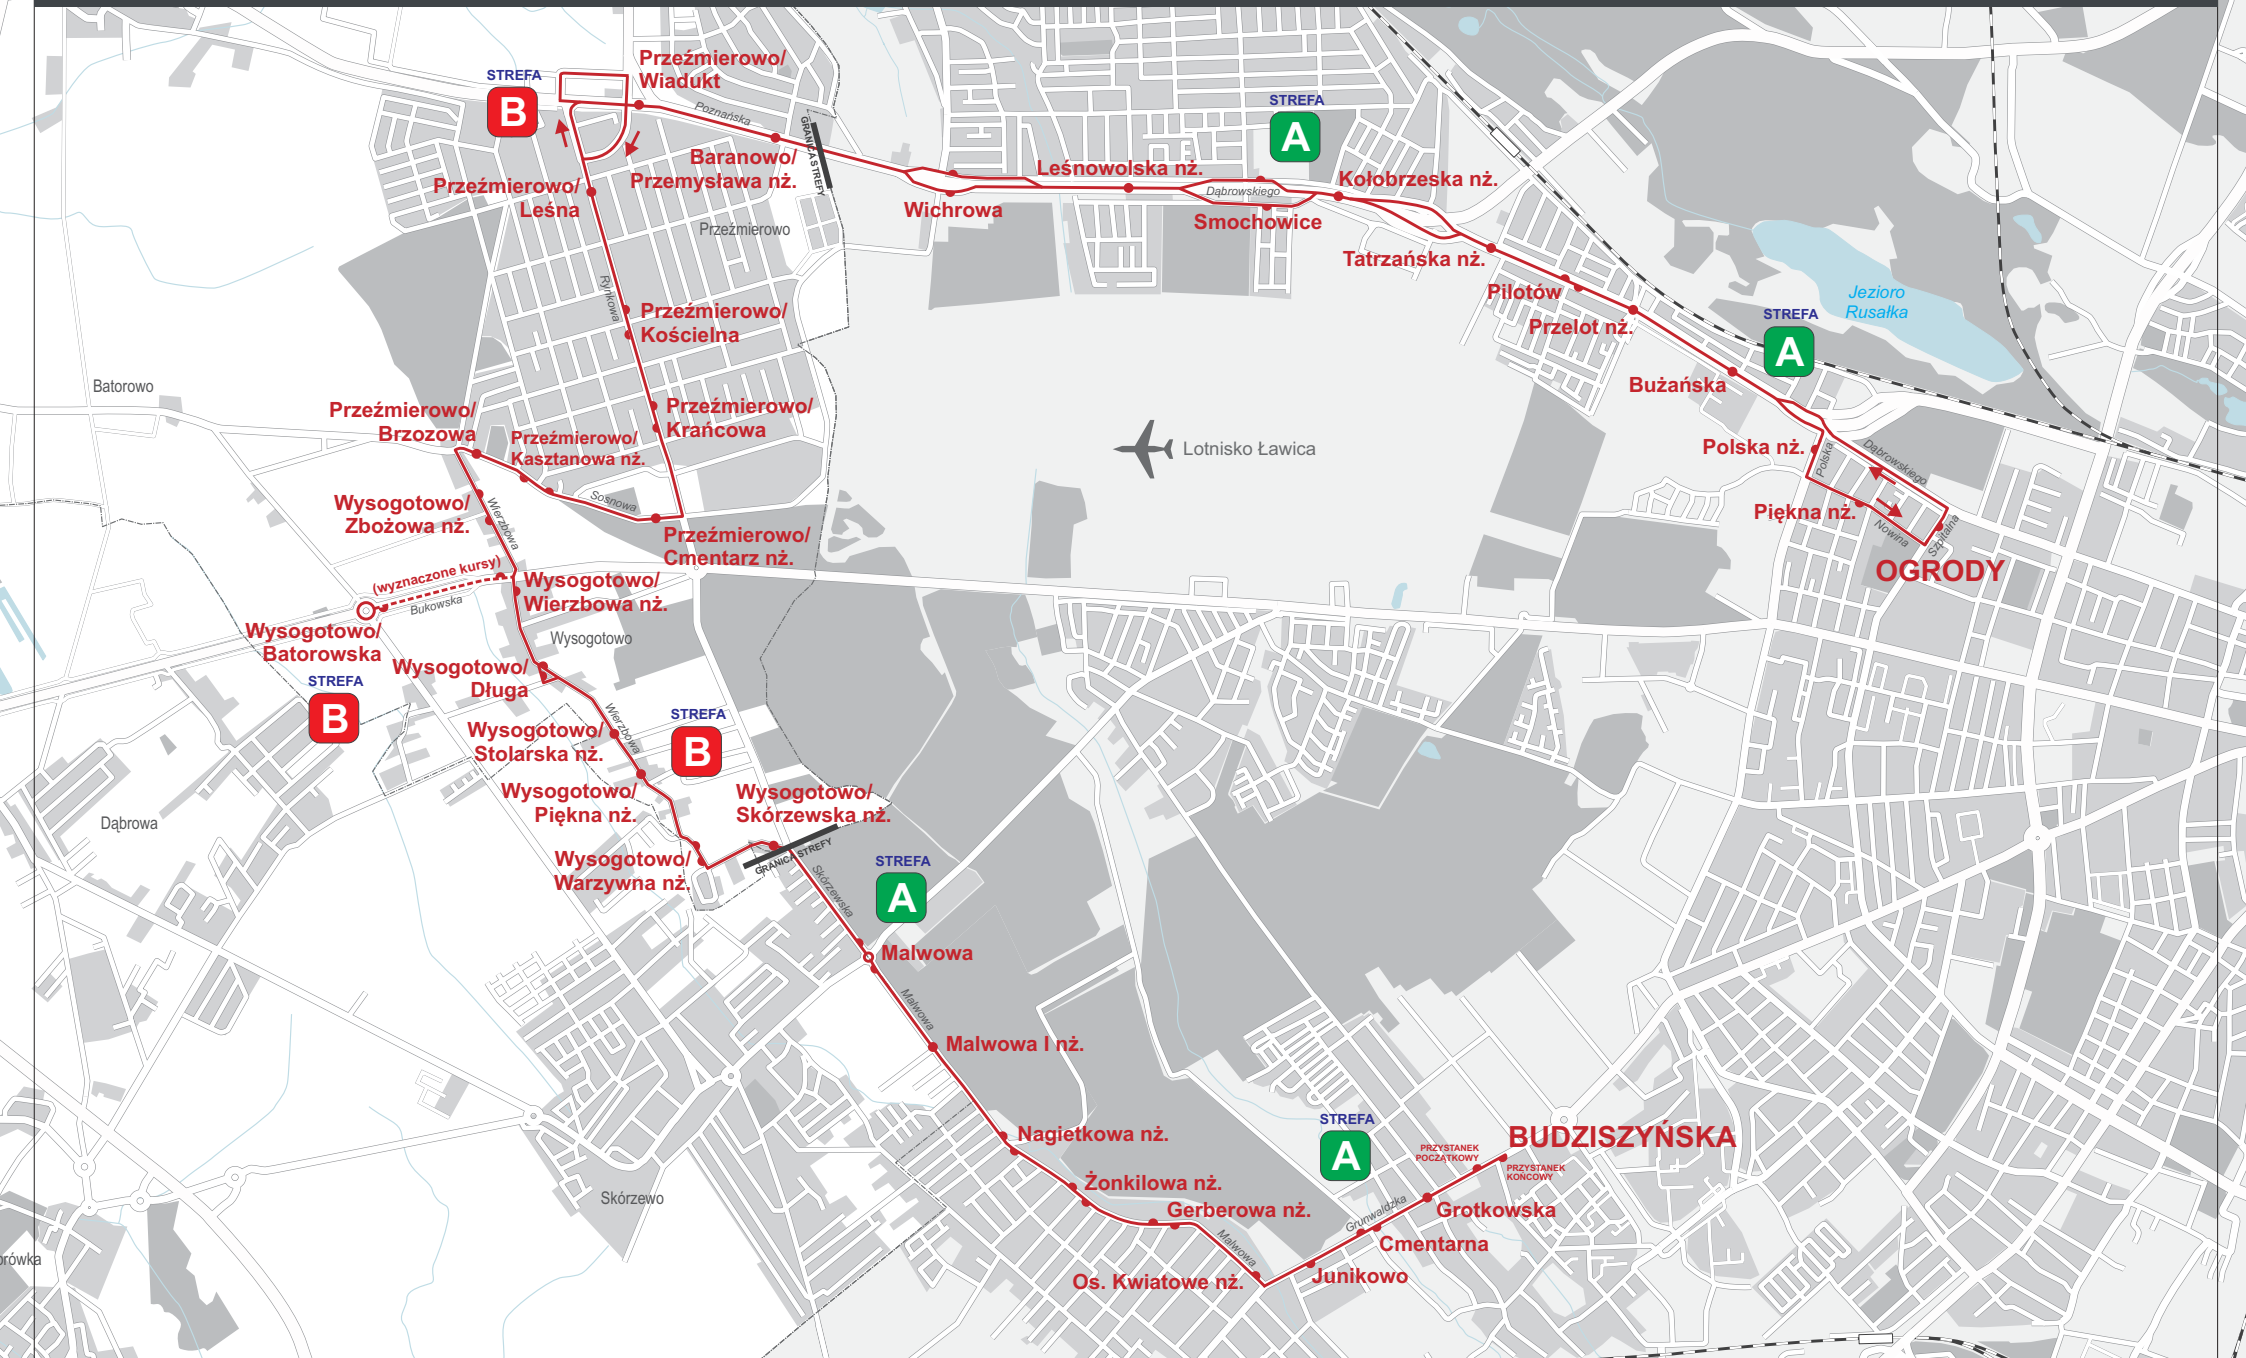 STREFA
B
Przeźmierowo/
Wiadukt
Poznańska
GRANICA STREFY
STREFA
A
Baranowo/
Przemysława nż.
Przeźmierowo/
Leśna
Leśnowolska nż.
Dąbrowskiego
Kołobrzeska nż.
Wichrowa
Smochowice
Przeźmierowo
Tatrzańska nż.
Pilotów
Przelot nż.
Jezioro
Rusałka
STREFA
A
Rynkowa
Przeźmierowo/
Kościelna
Batorowo
Bużańska
Przeźmierowo/
Brzozowa
Przeźmierowo/
Krańcowa
Przeźmierowo/
Kasztanowa nż.
Lotnisko Ławica
Polska nż.
Polska
Dąbrowskiego
Sosnowa
Wysogotowo/
Zbożowa nż.
Wierzbowa
Piękna nż.
Nowina
Szpitalna
OGRODY
Przeźmierowo/
Cmentarz nż.
(wyznaczone kursy)
Bukowska
Wysogotowo/
Wierzbowa nż.
Wysogotowo/
Batorowska
Wysogotowo
Wysogotowo/
Długa
STREFA
B
Wierzbowa
STREFA
B
Wysogotowo/
Stolarska nż.
Wysogotowo/
Piękna nż.
Wysogotowo/
Skórzewska nż.
Dąbrowa
GRANICA STREFY
Wysogotowo/
Warzywna nż.
Skórzewska
STREFA
A
Malwowa
Malwowa
Malwowa I nż.
Nagietkowa nż.
STREFA
A
BUDZISZYŃSKA
PRZYSTANEK
POCZĄTKOWY
PRZYSTANEK
KOŃCOWY
Żonkilowa nż.
Skórzewo
Gerberowa nż.
Grunwaldzka
Grotkowska
Malwowa
Cmentarna
Os. Kwiatowe nż.
Junikowo